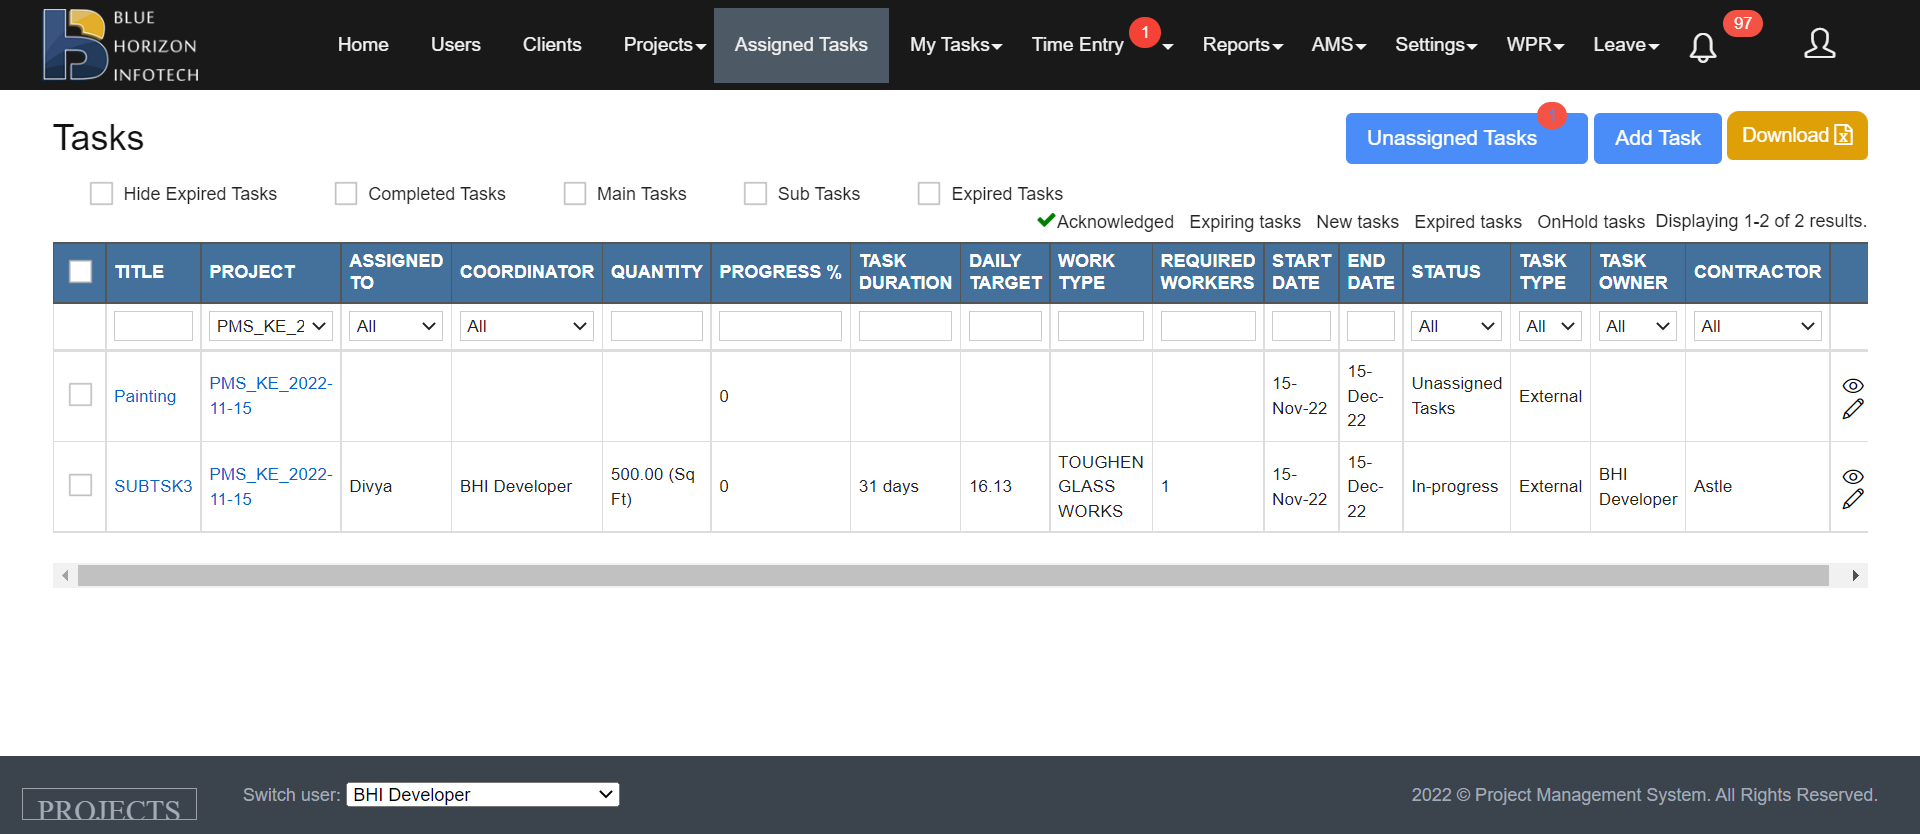 BLUE
HORIZON
INFOTECH
Home Users Clients Projects Assigned Tasks My Tasks Time Entry 1 Reports AMS Settings WPR Leave 97
Tasks
Unassigned Tasks Add Task Download
Hide Expired Tasks Completed Tasks Main Tasks Sub Tasks Expired Tasks
Acknowledged Expiring tasks New tasks Expired tasks OnHold tasks Displaying 1-2 of 2 results.
TITLE PROJECT ASSIGNED TO COORDINATOR QUANTITY PROGRESS % TASK DURATION DAILY TARGET WORK TYPE REQUIRED WORKERS START DATE END DATE STATUS TASK TYPE TASK OWNER CONTRACTOR
PMS_KE_2 All All All All All All
Painting PMS_KE_2022-11-15 0 15-Nov-22 15-Dec-22 Unassigned Tasks External
SUBTSK3 PMS_KE_2022-11-15 Divya BHI Developer 500.00 (Sq Ft) 0 31 days 16.13 TOUGHEN GLASS WORKS 1 15-Nov-22 15-Dec-22 In-progress External BHI Developer Astle
PROJECTS
Switch user: BHI Developer
2022 © Project Management System. All Rights Reserved.